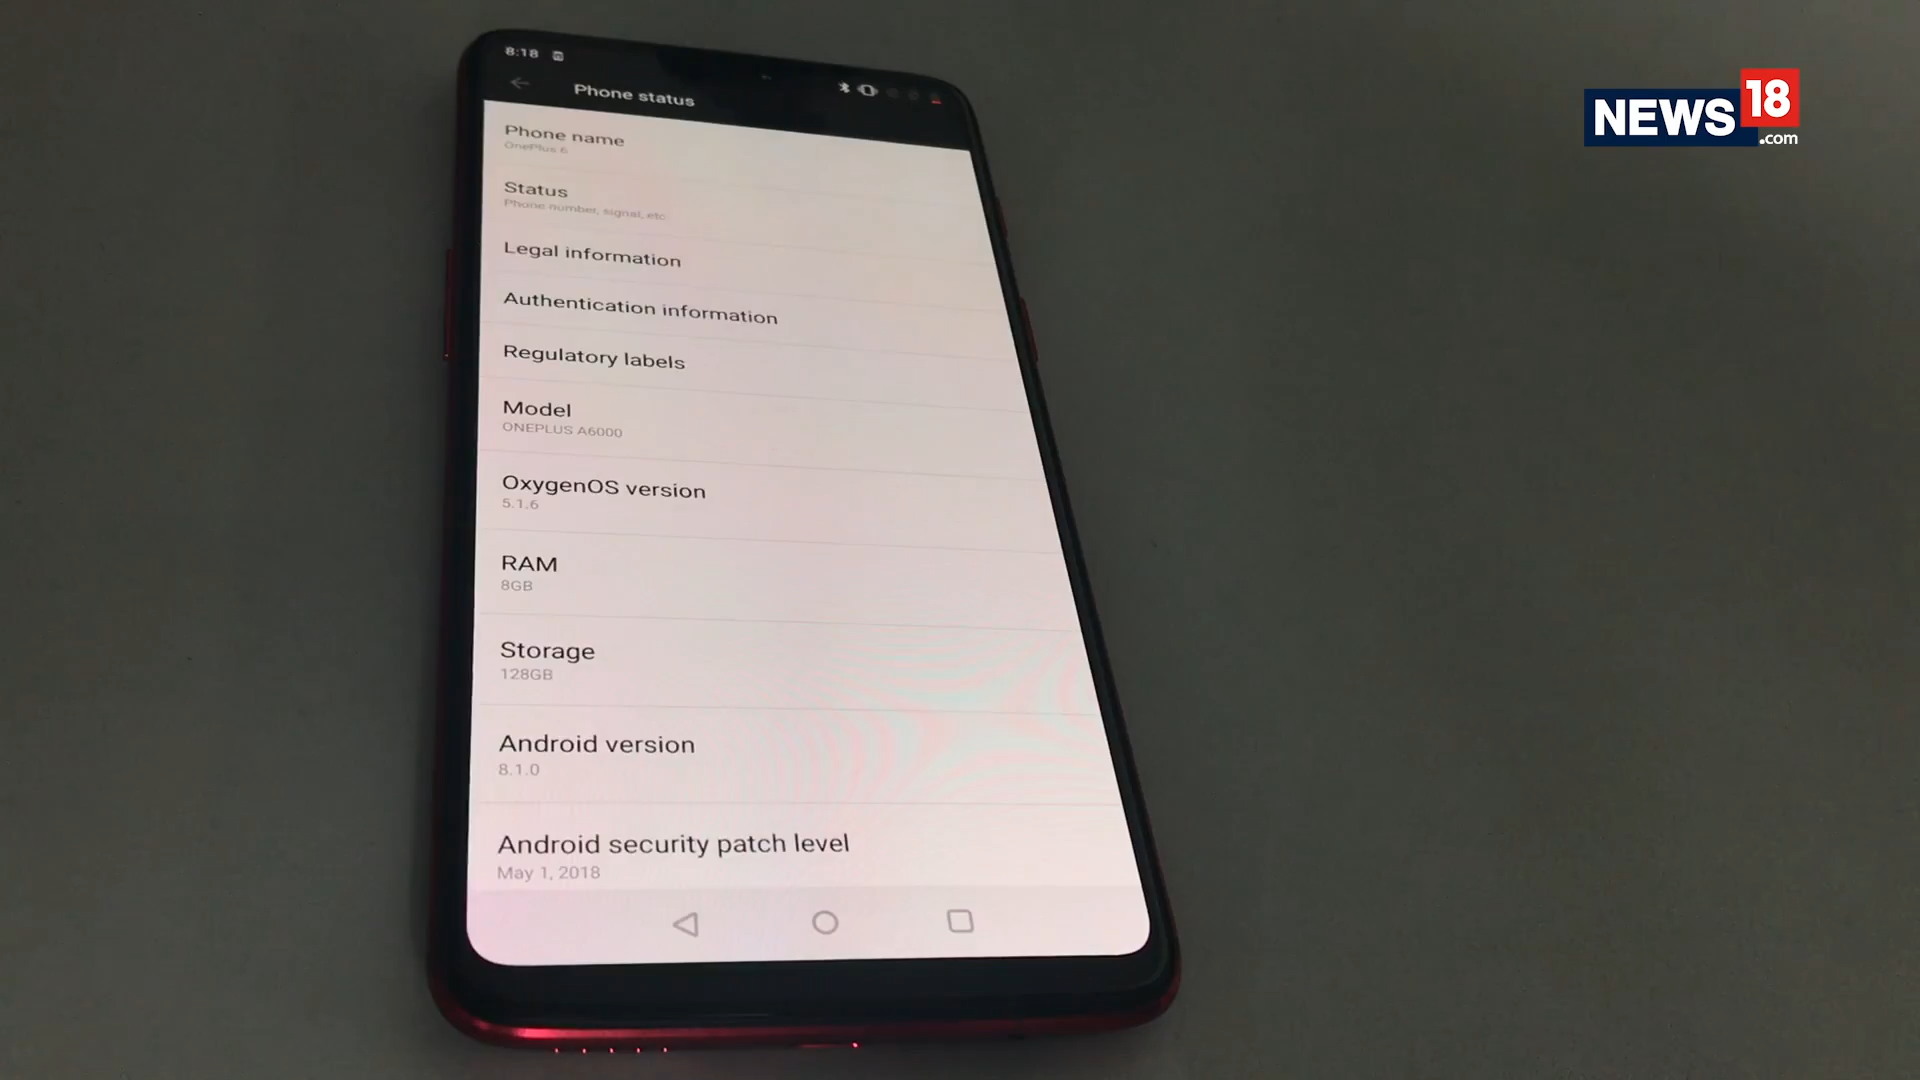 8:18
Phone status
Phone name
OnePlus 6
Status
Phone number, signal, etc
Legal information
Authentication information
Regulatory labels
Model
ONEPLUS A6000
OxygenOS version
5.1.6
RAM
8GB
Storage
128GB
Android version
8.1.0
Android security patch level
May 1, 2018
NEWS 18
.com